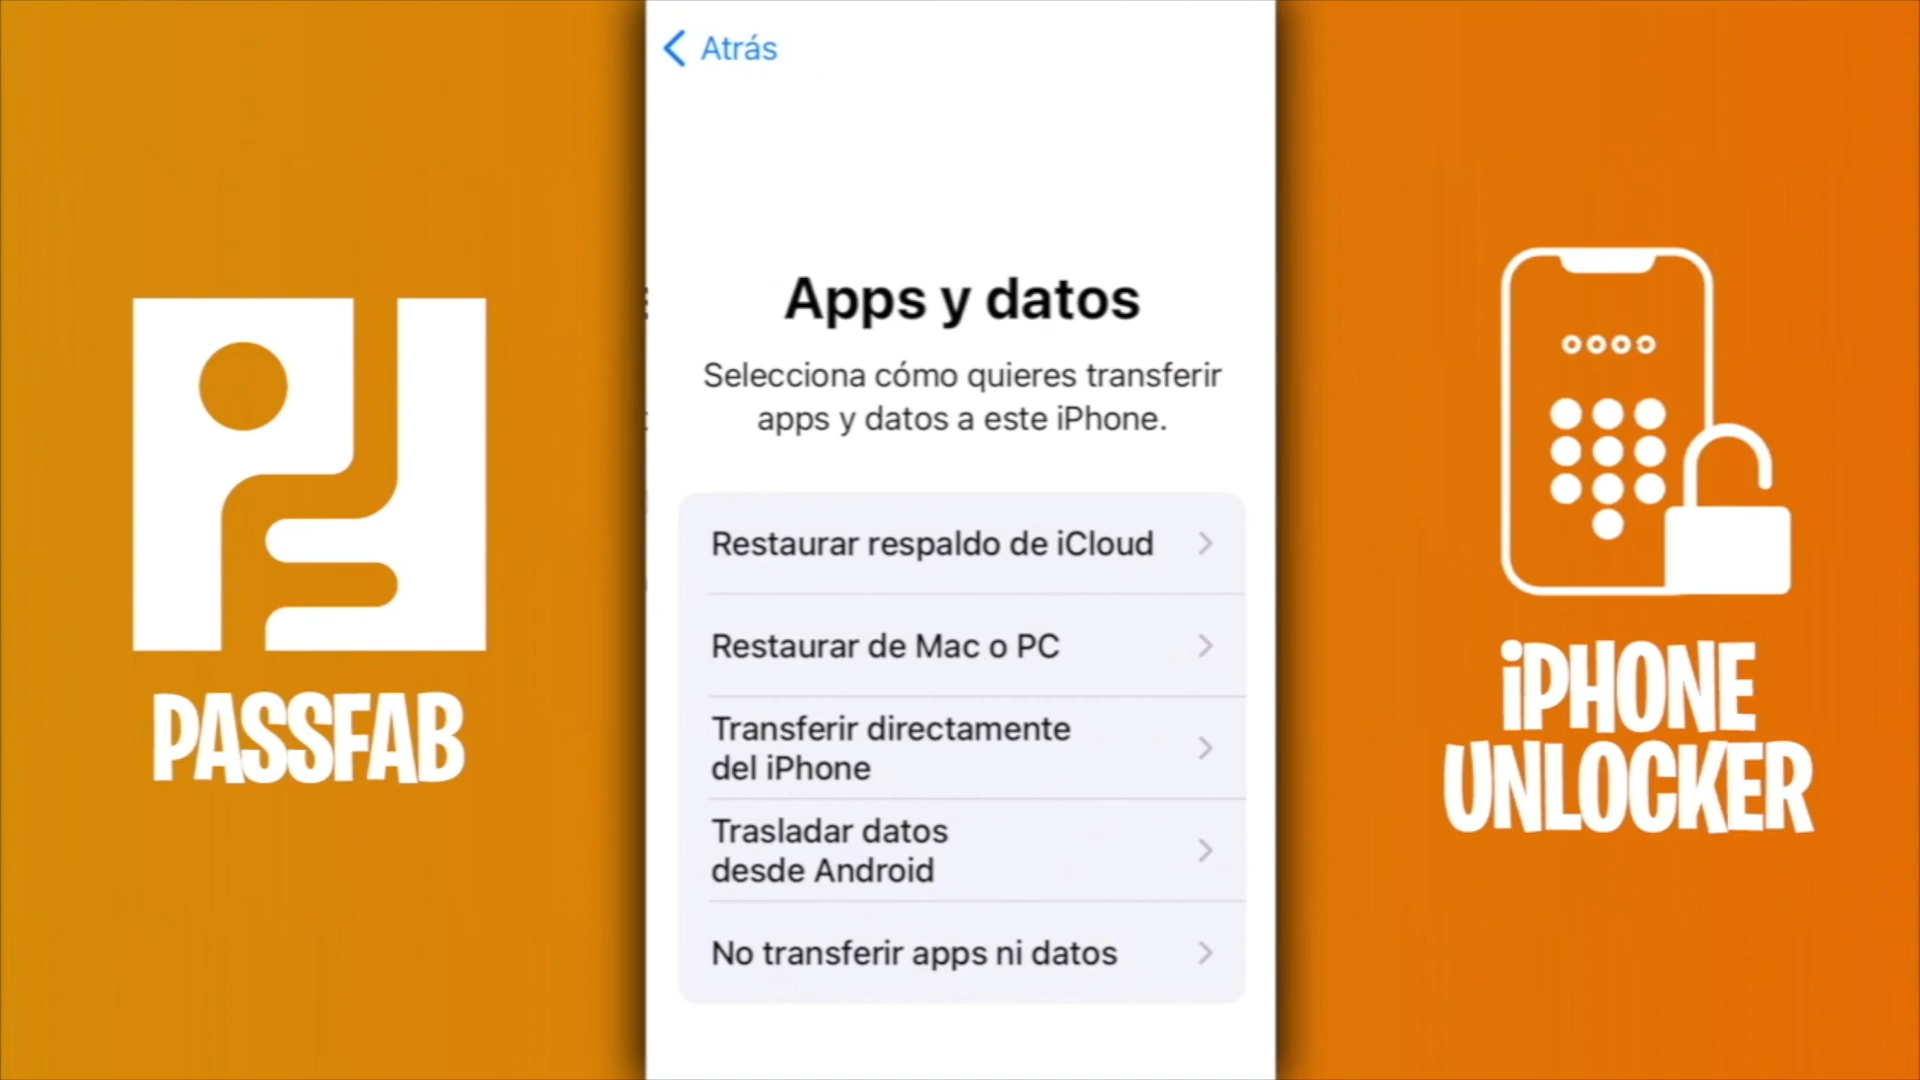 Atrás
Apps y datos
Selecciona cómo quieres transferir
apps y datos a este iPhone.
Restaurar respaldo de iCloud
Restaurar de Mac o PC
Transferir directamente
del iPhone
Trasladar datos
desde Android
No transferir apps ni datos
PASSFAB
iPHONE
UNLOCKER